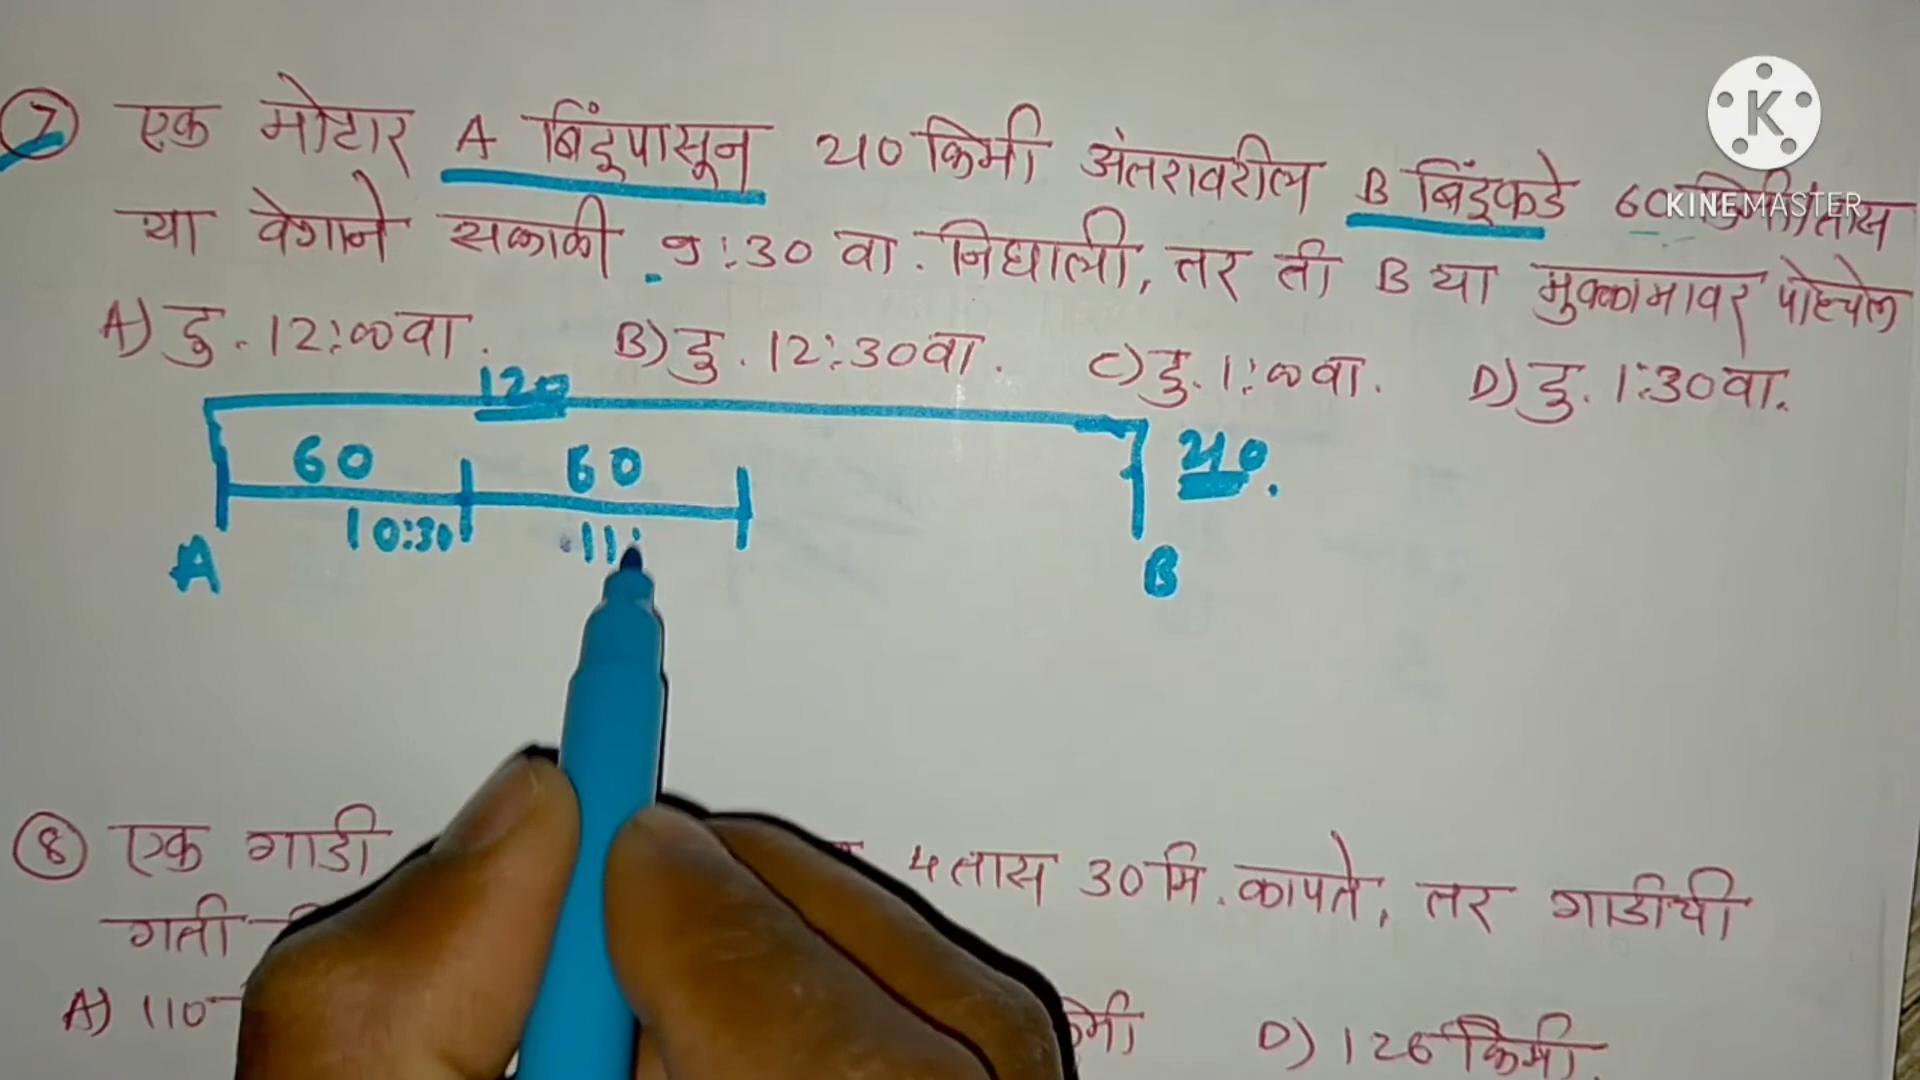 7 एक मोटार A बिंदूपासून 240 किमी अंतरावरील B बिंदूकडे 60 किमी/तास
या वेगाने सकाळी 9:30 वा. निघाली, तर ती B या मुक्कामावर पोहचेल
A) दु. 12:00 वा. B) दु. 12:30 वा. C) दु. 1:00 वा. D) दु. 1:30 वा.
120
60 60 240.
10:30 11:
A B
8 एक गाडी 4 तास 30 मि. कापते, तर गाडीची
गती
A) 110 किमी D) 126 किमी.
K
KINEMASTER